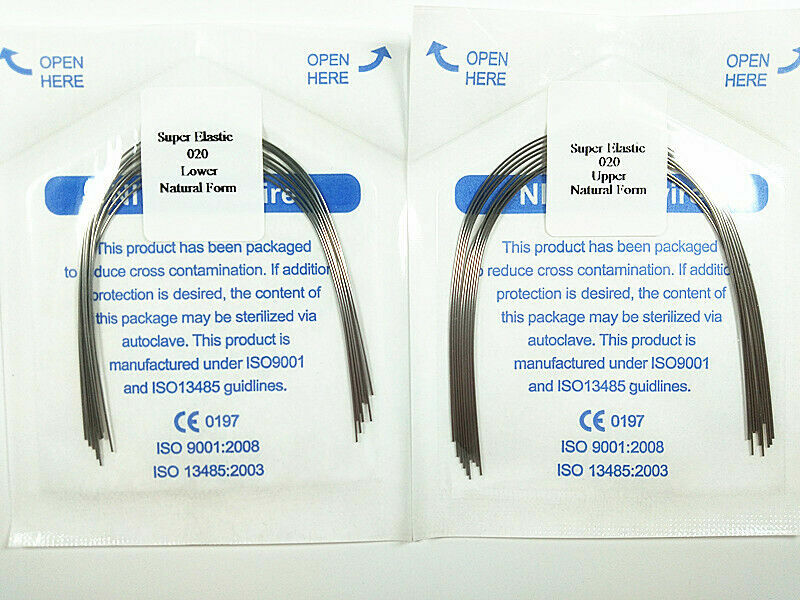 OPEN
HERE
OPEN
HERE
Super Elastic
020
Lower
Natural Form
This product has been packaged
to reduce cross contamination. If addition
protection is desired, the content of
this package may be sterilized via
autoclave. This product is
manufactured under ISO9001
and ISO13485 guidlines.
CE 0197
ISO 9001:2008
ISO 13485:2003
OPEN
HERE
OPEN
HERE
Super Elastic
020
Upper
Natural Form
This product has been packaged
reduce cross contamination. If additio
protection is desired, the content of
this package may be sterilized via
autoclave. This product is
manufactured under ISO9001
and ISO13485 guidlines.
CE 0197
ISO 9001:2008
ISO 13485:2003